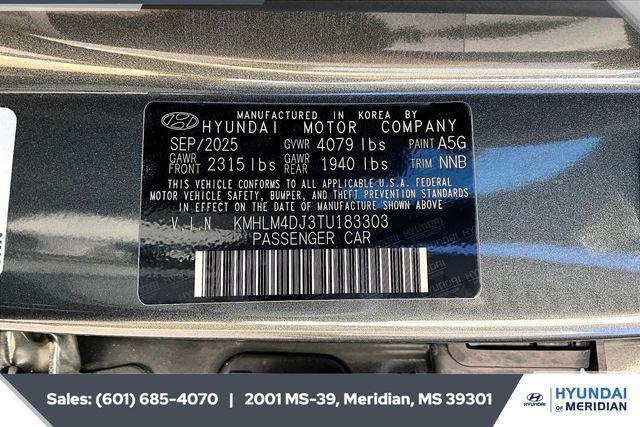 MANUFACTURED IN KOREA BY
HYUNDAI MOTOR COMPANY
SEP/2025 GVWR 4079 lbs PAINT A5G
GAWR FRONT 2315 lbs GAWR REAR 1940 lbs TRIM NNB
THIS VEHICLE CONFORMS TO ALL APPLICABLE U.S.A. FEDERAL
MOTOR VEHICLE SAFETY, BUMPER, AND THEFT PREVENTION STANDARDS
IN EFFECT ON THE DATE OF MANUFACTURE SHOWN ABOVE
V.I.N KMHLM4DJ3TU183303
PASSENGER CAR
Sales: (601) 685-4070 | 2001 MS-39, Meridian, MS 39301
HYUNDAI
HYUNDAI
OF MERIDIAN